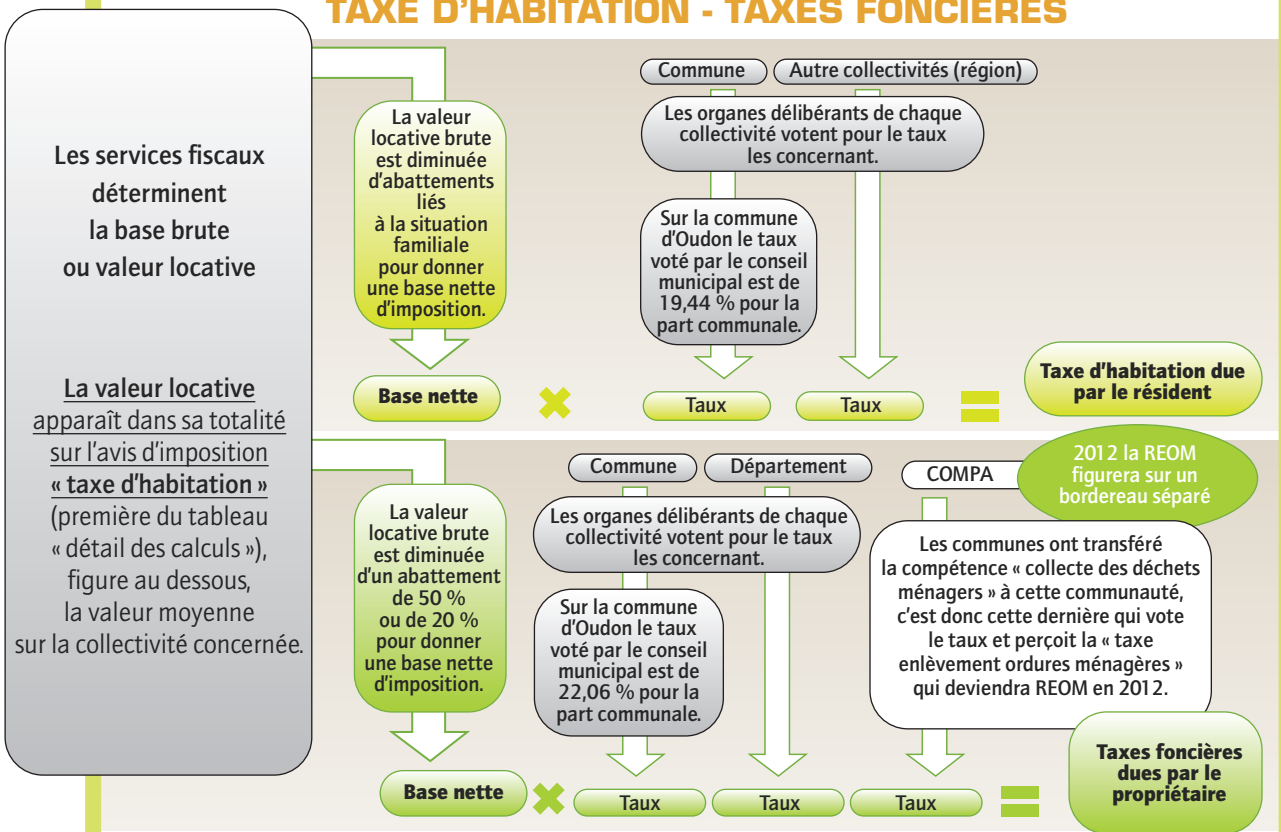 TAXE D'HABITATION - TAXES FONCIÈRES
Les services fiscaux
déterminent
la base brute
ou valeur locative
La valeur locative
apparaît dans sa totalité
sur l'avis d'imposition
« taxe d'habitation »
(première du tableau
« détail des calculs »),
figure au dessous,
la valeur moyenne
sur la collectivité concernée.
La valeur
locative brute
est diminuée
d'abattements
liés
à la situation
familiale
pour donner
une base nette
d'imposition.
Commune
Autre collectivités (région)
Les organes délibérants de chaque
collectivité votent pour le taux
les concernant.
Sur la commune
d'Oudon le taux
voté par le conseil
municipal est de
19,44 % pour la
part communale.
Base nette
Taux
Taux
Taxe d'habitation due
par le résident
La valeur
locative brute
est diminuée
d'un abattement
de 50 %
ou de 20 %
pour donner
une base nette
d'imposition.
Commune
Département
COMPA
2012 la REOM
figurera sur un
bordereau séparé
Les organes délibérants de chaque
collectivité votent pour le taux
les concernant.
Sur la commune
d'Oudon le taux
voté par le conseil
municipal est de
22,06 % pour la
part communale.
Les communes ont transféré
la compétence « collecte des déchets
ménagers » à cette communauté,
c'est donc cette dernière qui vote
le taux et perçoit la « taxe
enlèvement ordures ménagères »
qui deviendra REOM en 2012.
Base nette
Taux
Taux
Taux
Taxes foncières
dues par le
propriétaire